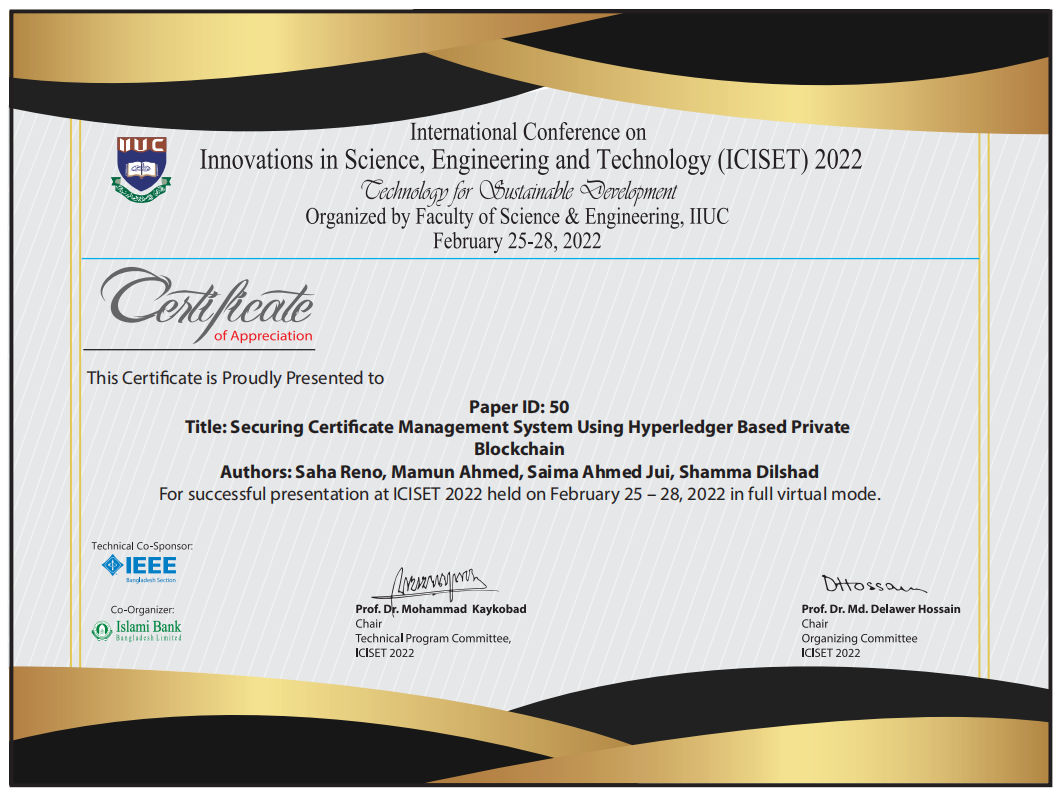 IIUC
International Conference on
Innovations in Science, Engineering and Technology (ICISET) 2022
Technology for Sustainable Development
Organized by Faculty of Science & Engineering, IIUC
February 25-28, 2022
Certificate
of Appreciation
This Certificate is Proudly Presented to
Paper ID: 50
Title: Securing Certificate Management System Using Hyperledger Based Private
Blockchain
Authors: Saha Reno, Mamun Ahmed, Saima Ahmed Jui, Shamma Dilshad
For successful presentation at ICISET 2022 held on February 25 – 28, 2022 in full virtual mode.
Technical Co-Sponsor:
IEEE
Bangladesh Section
Co-Organizer:
Islami Bank
Bangladesh Limited
Prof. Dr. Mohammad Kaykobad
Chair
Technical Program Committee,
ICISET 2022
DHossain
Prof. Dr. Md. Delawer Hossain
Chair
Organizing Committee
ICISET 2022